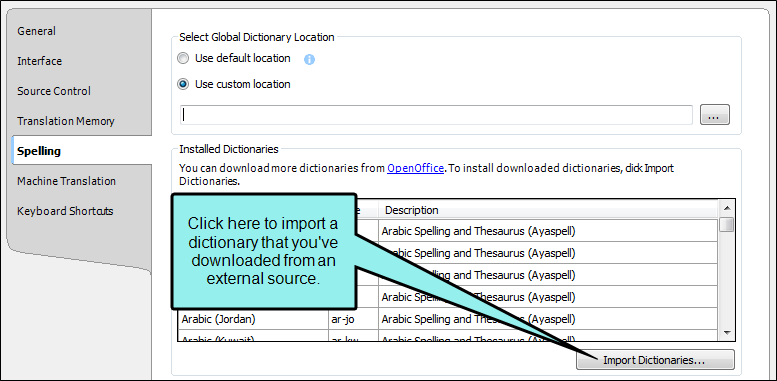 General
Interface
Source Control
Translation Memory
Spelling
Machine Translation
Keyboard Shortcuts
Select Global Dictionary Location
Use default location
Use custom location
...
Installed Dictionaries
You can download more dictionaries from OpenOffice. To install downloaded dictionaries, click Import
Dictionaries.
Description
Arabic Spelling and Thesaurus (Ayaspell)
Arabic Spelling and Thesaurus (Ayaspell)
Arabic Spelling and Thesaurus (Ayaspell)
Arabic Spelling and Thesaurus (Ayaspell)
Arabic (Jordan) ar-jo Arabic Spelling and Thesaurus (Ayaspell)
Arabic (Kuwait) ar-kw Arabic Spelling and Thesaurus (Ayaspell)
Click here to import a
dictionary that you've
downloaded from an
external source.
Import Dictionaries...